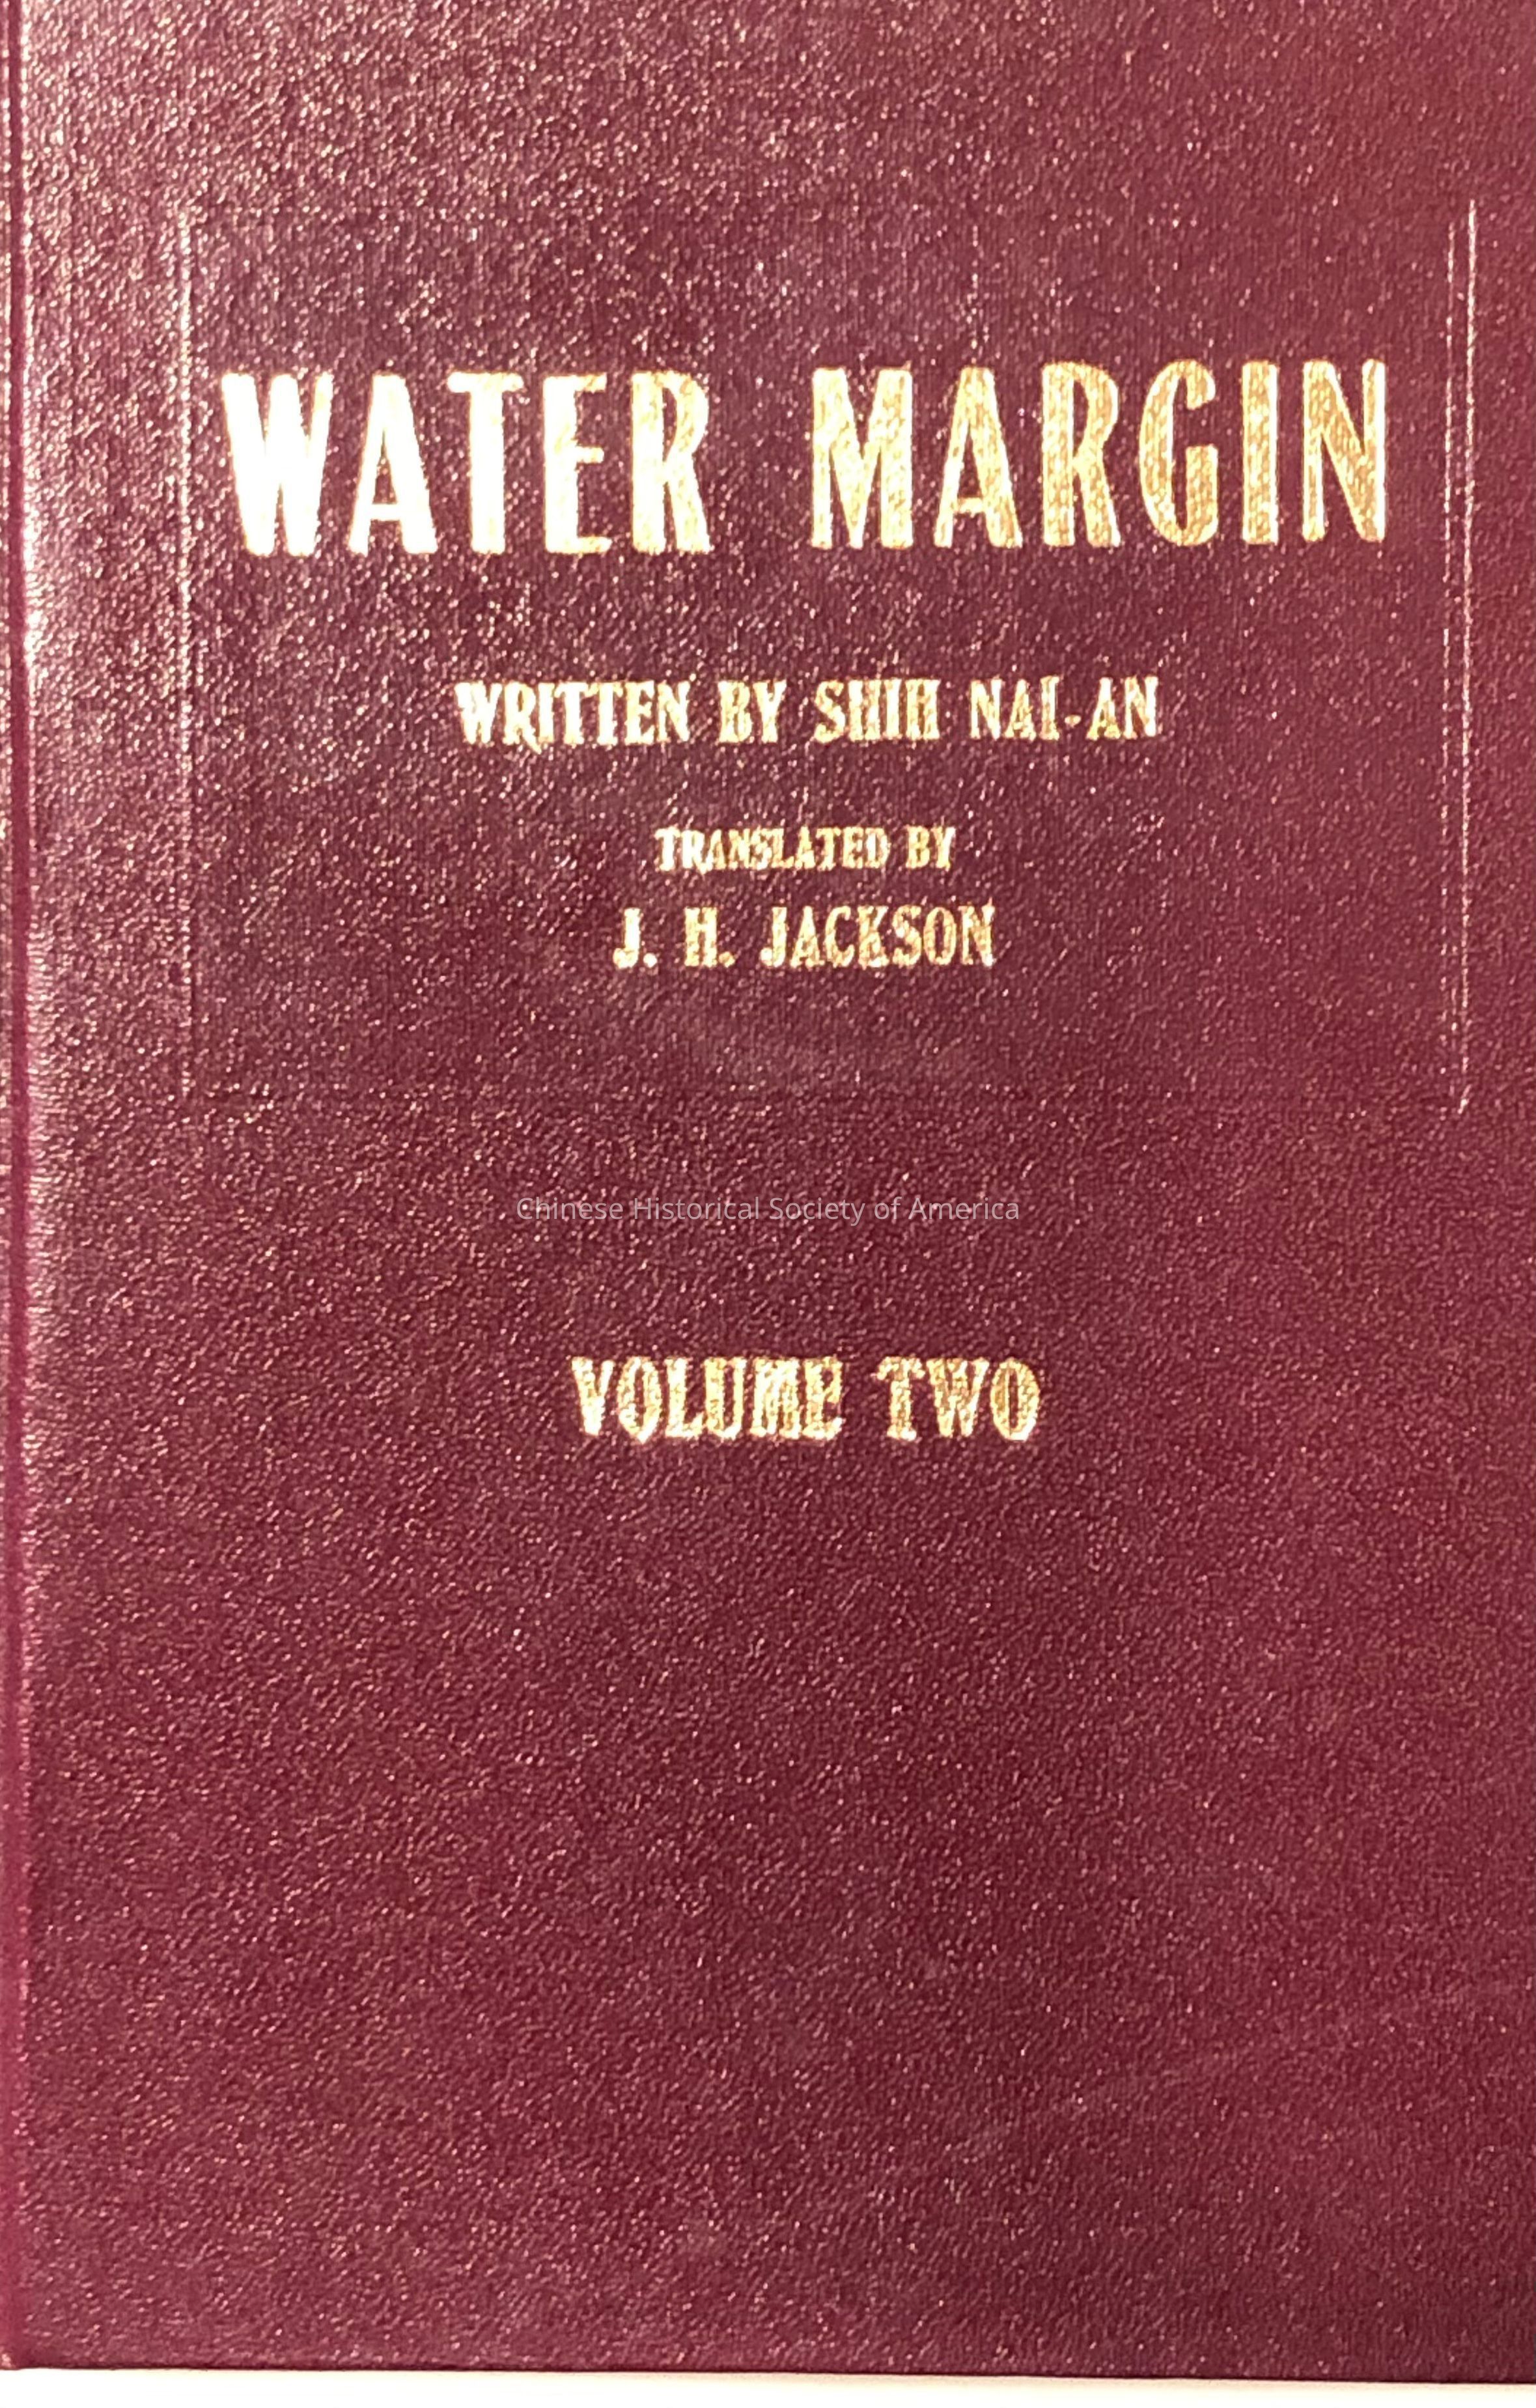 WATER MARGIN
WRITTEN BY SHIH NAI-AN
TRANSLATED BY
J. H. JACKSON
Chinese Historical Society of America
VOLUME TWO